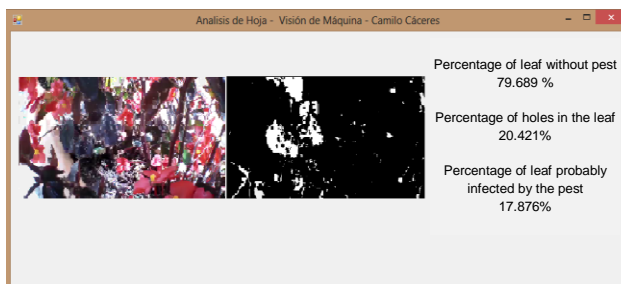 Analisis de Hoja - Visión de Máquina - Camilo Cáceres
Percentage of leaf without pest
79.689 %
Percentage of holes in the leaf
20.421%
Percentage of leaf probably
infected by the pest
17.876%